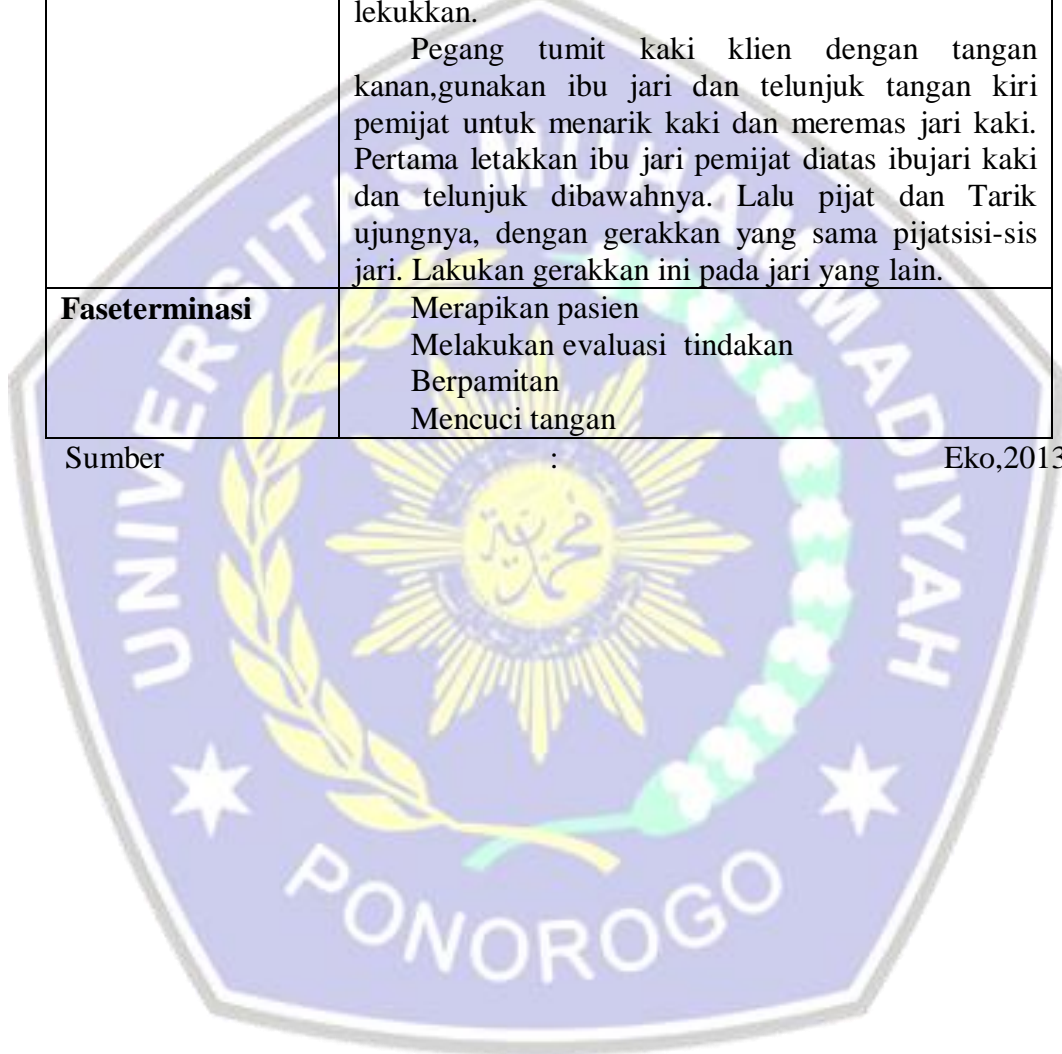 lekukkan.
Pegang tumit kaki klien dengan tangan
kanan,gunakan ibu jari dan telunjuk tangan kiri
pemijat untuk menarik kaki dan meremas jari kaki.
Pertama letakkan ibu jari pemijat diatas ibujari kaki
dan telunjuk dibawahnya. Lalu pijat dan Tarik
ujungnya, dengan gerakkan yang sama pijatsisi-sis
jari. Lakukan gerakkan ini pada jari yang lain.
Faseterminasi
Merapikan pasien
Melakukan evaluasi  tindakan
Berpamitan
Mencuci tangan
Sumber : Eko,2013
UNIVERSITAS MUHAMMADIYAH
PONOROGO